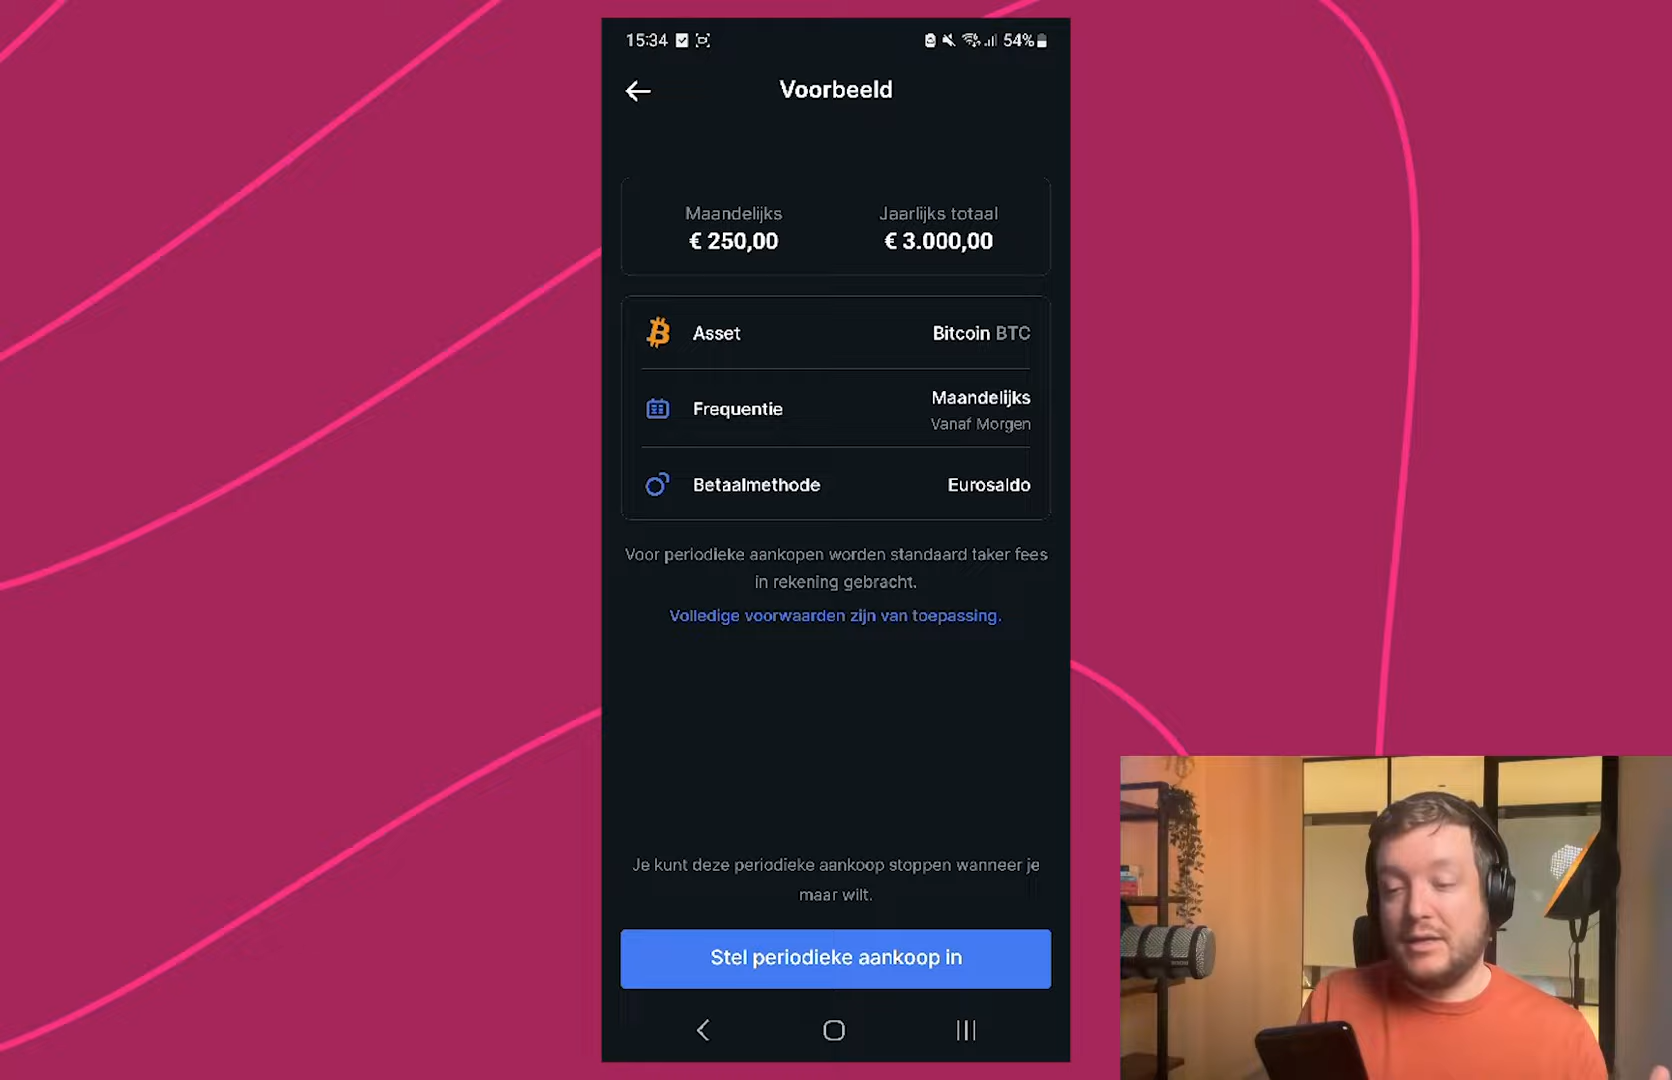 15:34
54%
Voorbeeld
Maandelijks
Jaarlijks totaal
€ 250,00
€ 3.000,00
Asset
Bitcoin BTC
Frequentie
Maandelijks
Vanaf Morgen
Betaalmethode
Eurosaldo
Voor periodieke aankopen worden standaard taker fees
in rekening gebracht.
Volledige voorwaarden zijn van toepassing.
Je kunt deze periodieke aankoop stoppen wanneer je
maar wilt.
Stel periodieke aankoop in